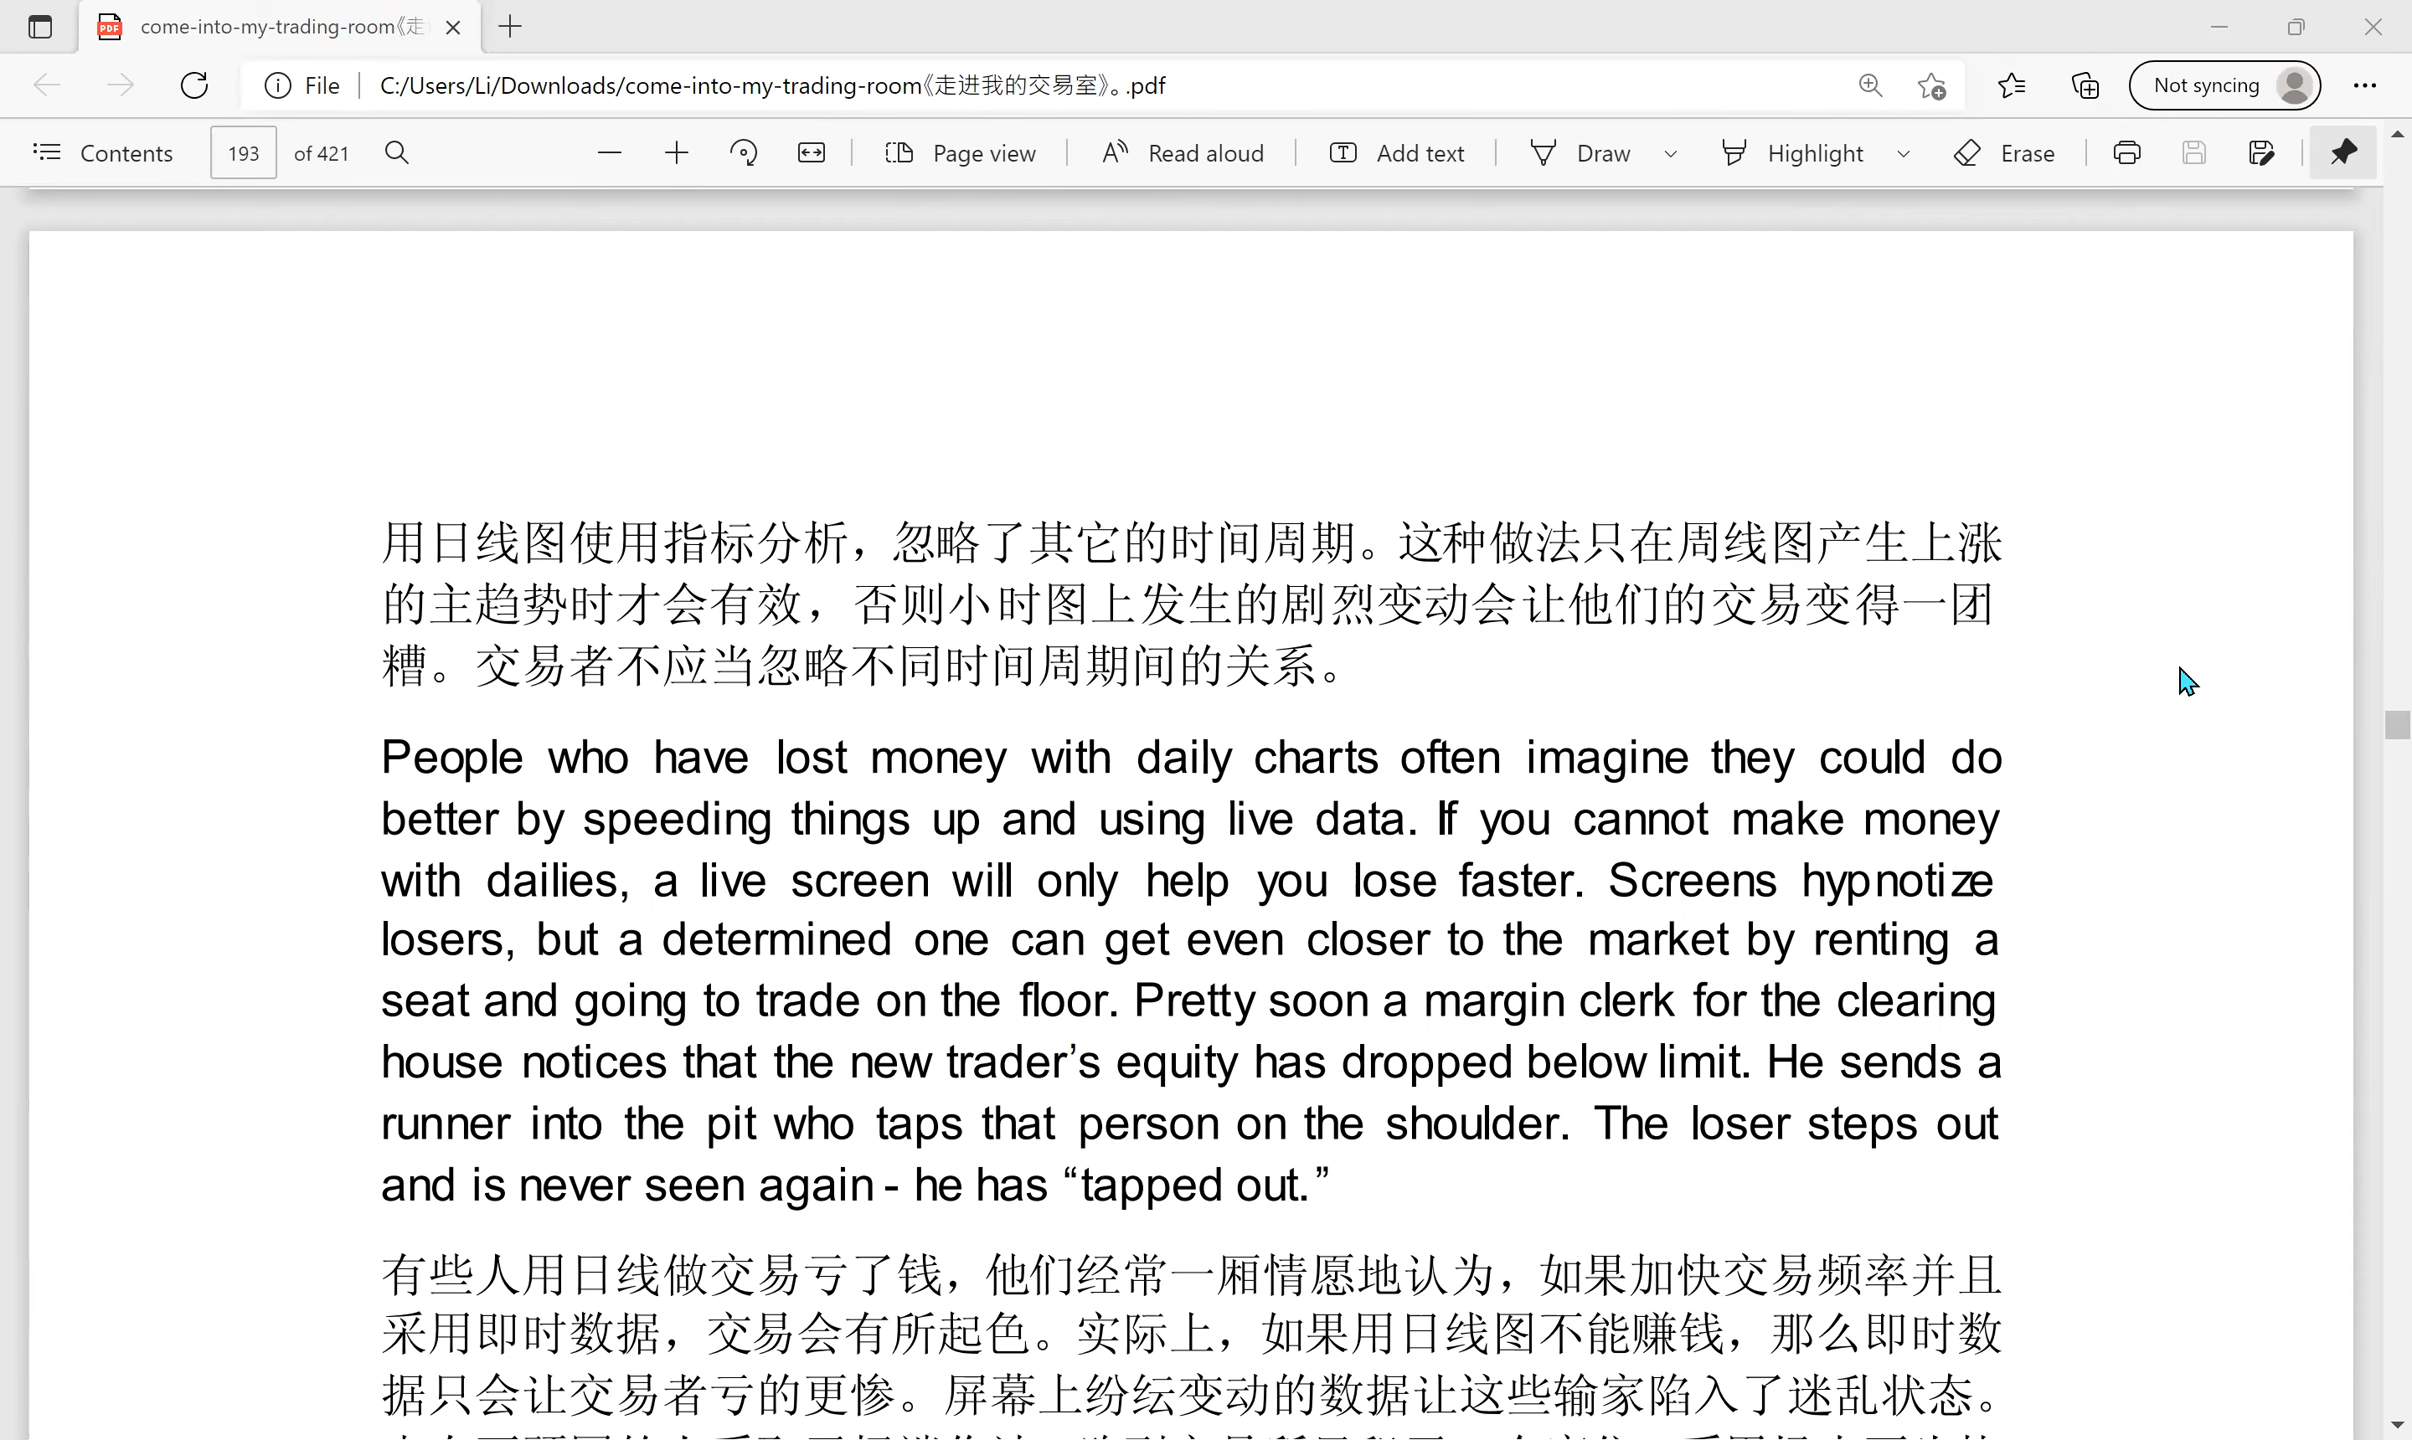 come-into-my-trading-room《走
File
C:/Users/Li/Downloads/come-into-my-trading-room《走进我的交易室》。.pdf
Not syncing
Contents
193
of 421
Page view
Read aloud
Add text
Draw
Highlight
Erase
用日线图使用指标分析，忽略了其它的时间周期。这种做法只在周线图产生上涨
的主趋势时才会有效，否则小时图上发生的剧烈变动会让他们的交易变得一团
糟。交易者不应当忽略不同时间周期间的关系。
People who have lost money with daily charts often imagine they could do
better by speeding things up and using live data. If you cannot make money
with dailies, a live screen will only help you lose faster. Screens hypnotize
losers, but a determined one can get even closer to the market by renting a
seat and going to trade on the floor. Pretty soon a margin clerk for the clearing
house notices that the new trader’s equity has dropped below limit. He sends a
runner into the pit who taps that person on the shoulder. The loser steps out
and is never seen again - he has “tapped out.”
有些人用日线做交易亏了钱，他们经常一厢情愿地认为，如果加快交易频率并且
采用即时数据，交易会有所起色。实际上，如果用日线图不能赚钱，那么即时数
据只会让交易者亏的更惨。屏幕上纷纭变动的数据让这些输家陷入了迷乱状态。